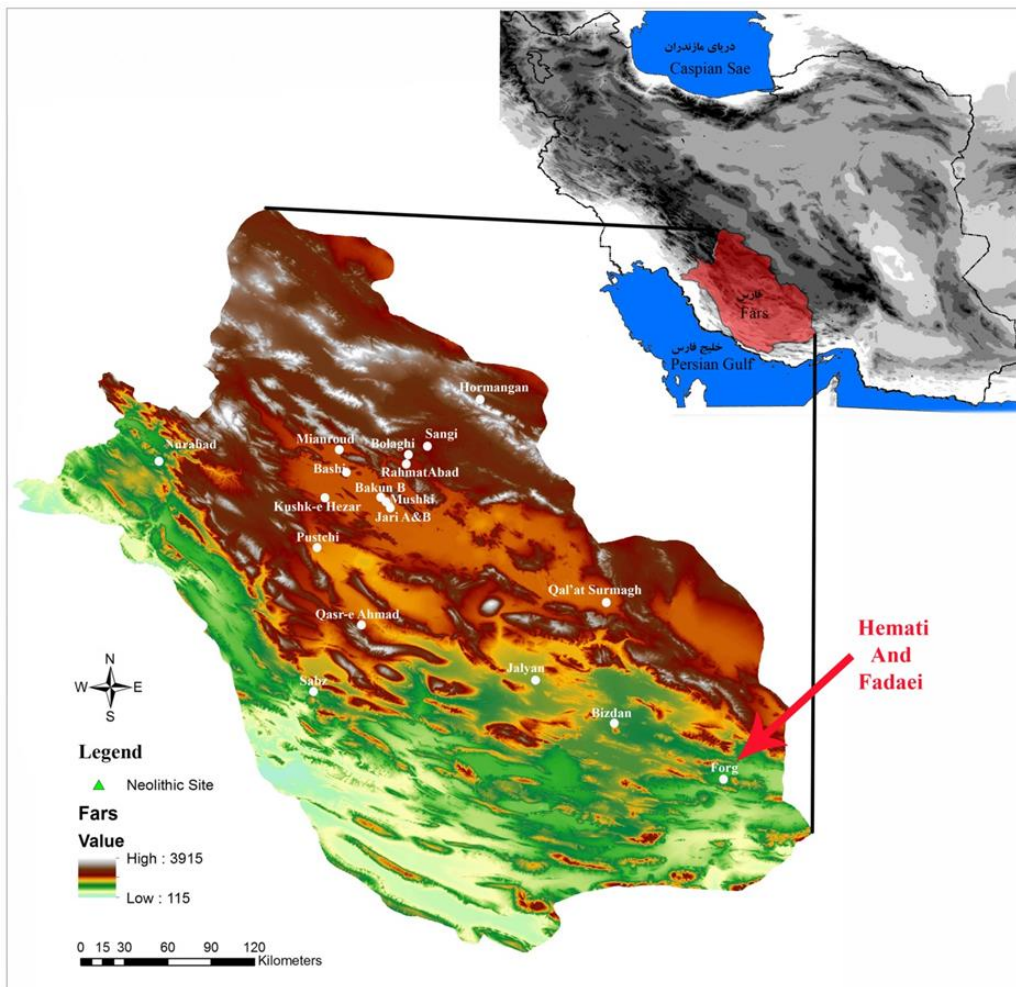 دریای مازندران
Caspian Sae
فارس
Fars
خلیج فارس
Persian Gulf
Hormangan
Sangi
Mianroud
Bolaghi
Nurabad
Bashi
RahmatAbad
Bakun B
Mushki
Kushk-e Hezar
Jari A&B
Pustchi
Qal'at Surmagh
Qasr-e Ahmad
Hemati
And
Fadaei
Jalyan
Sabz
Bizdan
Forg
N
W E
S
Legend
Neolithic Site
Fars
Value
High : 3915
Low : 115
0 15 30 60 90 120
Kilometers